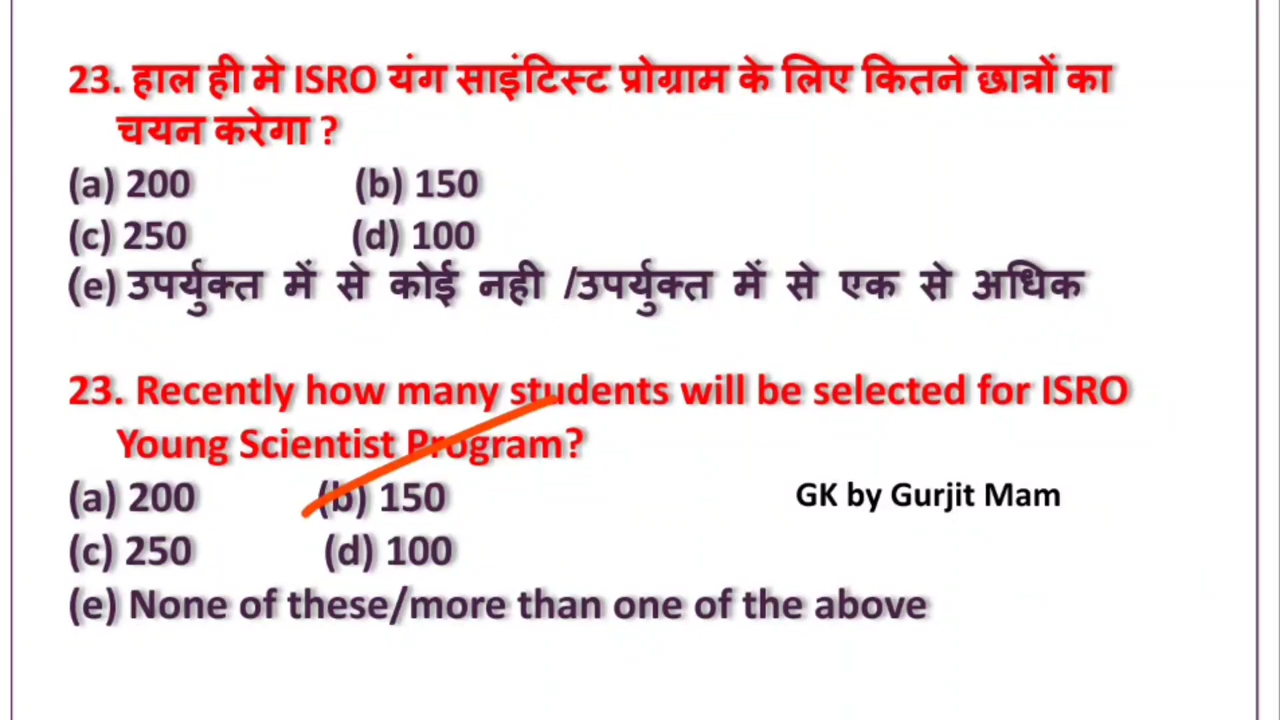 23. हाल ही मे ISRO यंग साइंटिस्ट प्रोग्राम के लिए कितने छात्रों का
चयन करेगा ?
(a) 200 (b) 150
(c) 250 (d) 100
(e) उपर्युक्त में से कोई नही /उपर्युक्त में से एक से अधिक
23. Recently how many students will be selected for ISRO
Young Scientist Program?
(a) 200 (b) 150
GK by Gurjit Mam
(c) 250 (d) 100
(e) None of these/more than one of the above